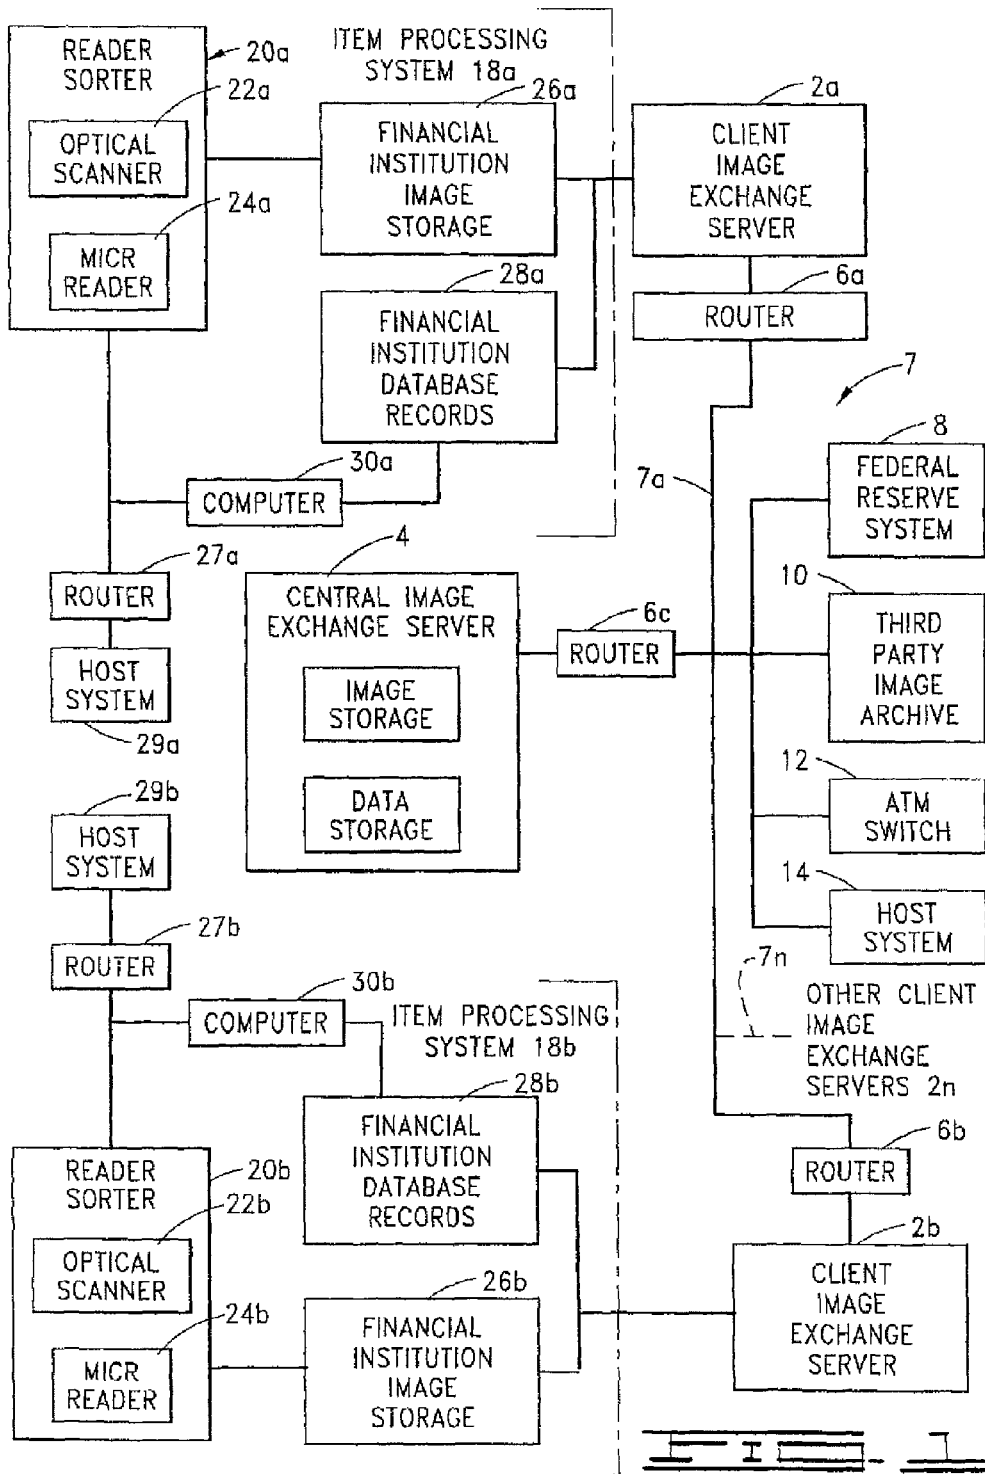 READER
SORTER
20a
22a
OPTICAL
SCANNER
24a
MICR
READER
ITEM PROCESSING
SYSTEM 18a
26a
FINANCIAL
INSTITUTION
IMAGE
STORAGE
28a
FINANCIAL
INSTITUTION
DATABASE
RECORDS
30a
COMPUTER
2a
CLIENT
IMAGE
EXCHANGE
SERVER
6a
ROUTER
7
7a
8
FEDERAL
RESERVE
SYSTEM
10
THIRD
PARTY
IMAGE
ARCHIVE
12
ATM
SWITCH
14
HOST
SYSTEM
27a
ROUTER
HOST
SYSTEM
29a
4
CENTRAL IMAGE
EXCHANGE SERVER
IMAGE
STORAGE
DATA
STORAGE
6c
ROUTER
29b
HOST
SYSTEM
27b
ROUTER
30b
COMPUTER
ITEM PROCESSING
SYSTEM 18b
28b
FINANCIAL
INSTITUTION
DATABASE
RECORDS
7n
OTHER CLIENT
IMAGE
EXCHANGE
SERVERS 2n
6b
ROUTER
2b
CLIENT
IMAGE
EXCHANGE
SERVER
READER
SORTER
20b
22b
OPTICAL
SCANNER
24b
MICR
READER
26b
FINANCIAL
INSTITUTION
IMAGE
STORAGE